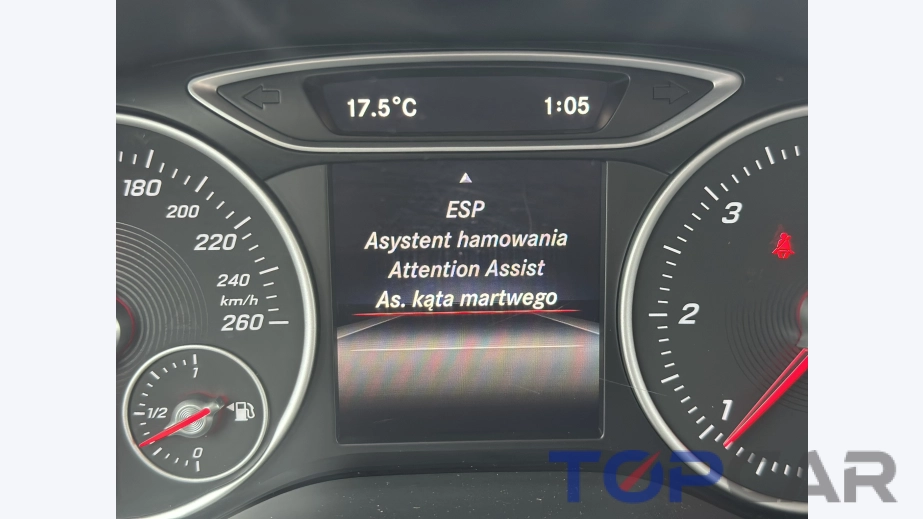 17.5°C 1:05
180
200
220
240
km/h
260
ESP
Asystent hamowania
Attention Assist
As. kąta martwego
3
2
1
1
1/2
0
TOP CAR